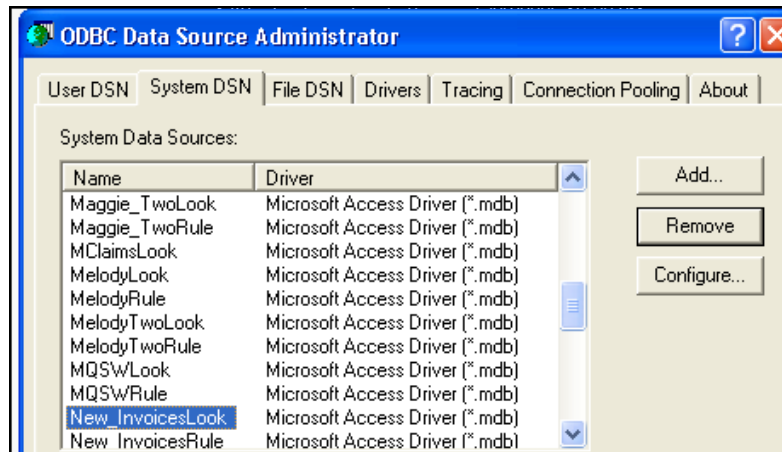 ODBC Data Source Administrator
User DSN System DSN File DSN Drivers Tracing Connection Pooling About
System Data Sources:
Name Driver
Maggie_TwoLook Microsoft Access Driver (*.mdb)
Maggie_TwoRule Microsoft Access Driver (*.mdb)
MClaimsLook Microsoft Access Driver (*.mdb)
MelodyLook Microsoft Access Driver (*.mdb)
MelodyRule Microsoft Access Driver (*.mdb)
MelodyTwoLook Microsoft Access Driver (*.mdb)
MelodyTwoRule Microsoft Access Driver (*.mdb)
MQSWLook Microsoft Access Driver (*.mdb)
MQSWRule Microsoft Access Driver (*.mdb)
New_InvoicesLook Microsoft Access Driver (*.mdb)
New_InvoicesRule Microsoft Access Driver (*.mdb)
Add...
Remove
Configure...